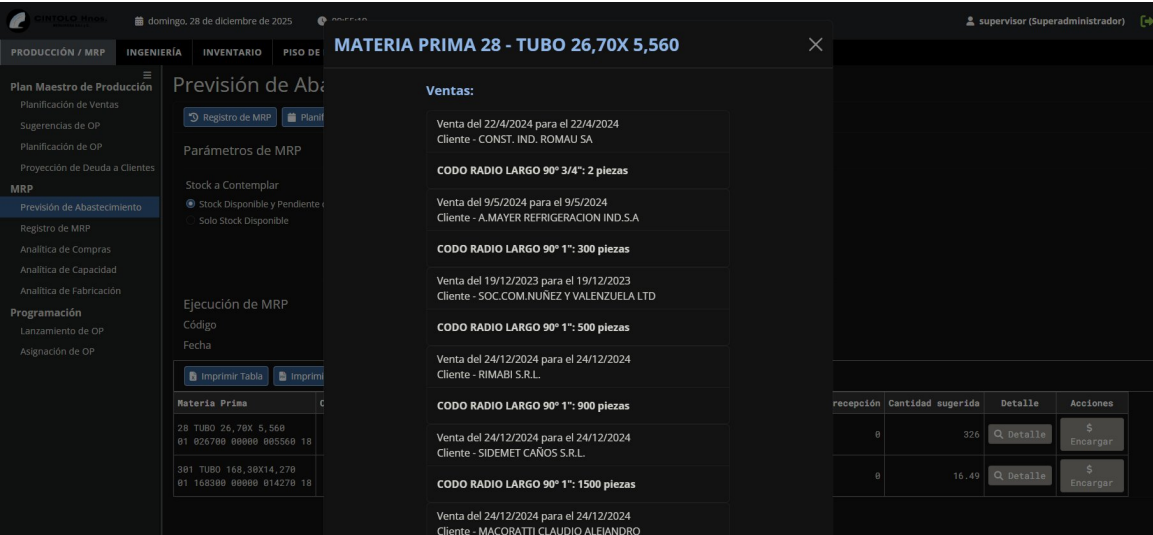 CINTOLO Hnos.
domingo, 28 de diciembre de 2025
supervisor (Superadministrador)
PRODUCCIÓN / MRP
INGENIERÍA
INVENTARIO
PISO DE
Plan Maestro de Producción
Planificación de Ventas
Sugerencias de OP
Planificación de OP
Proyección de Deuda a Clientes
MRP
Previsión de Abastecimiento
Registro de MRP
Analítica de Compras
Analítica de Capacidad
Analítica de Fabricación
Programación
Lanzamiento de OP
Asignación de OP
Previsión de Aba
Registro de MRP
Planif
Parámetros de MRP
Stock a Contemplar
Stock Disponible y Pendiente
Solo Stock Disponible
Ejecución de MRP
Código
Fecha
Imprimir Tabla
Imprimi
Materia Prima
recepción
Cantidad sugerida
Detalle
Acciones
28 TUBO 26,70X 5,560
01 026700 00000 005560 18
0
326
Detalle
$ Encargar
301 TUBO 168,30X14,270
01 168300 00000 014270 18
0
16.49
Detalle
$ Encargar
MATERIA PRIMA 28 - TUBO 26,70X 5,560
Ventas:
Venta del 22/4/2024 para el 22/4/2024
Cliente - CONST. IND. ROMAU SA
CODO RADIO LARGO 90° 3/4": 2 piezas
Venta del 9/5/2024 para el 9/5/2024
Cliente - A.MAYER REFRIGERACION IND.S.A
CODO RADIO LARGO 90° 1": 300 piezas
Venta del 19/12/2023 para el 19/12/2023
Cliente - SOC.COM.NUÑEZ Y VALENZUELA LTD
CODO RADIO LARGO 90° 1": 500 piezas
Venta del 24/12/2024 para el 24/12/2024
Cliente - RIMABI S.R.L.
CODO RADIO LARGO 90° 1": 900 piezas
Venta del 24/12/2024 para el 24/12/2024
Cliente - SIDEMET CAÑOS S.R.L.
CODO RADIO LARGO 90° 1": 1500 piezas
Venta del 24/12/2024 para el 24/12/2024
Cliente - MACORATTI CLAUDIO ALEJANDRO